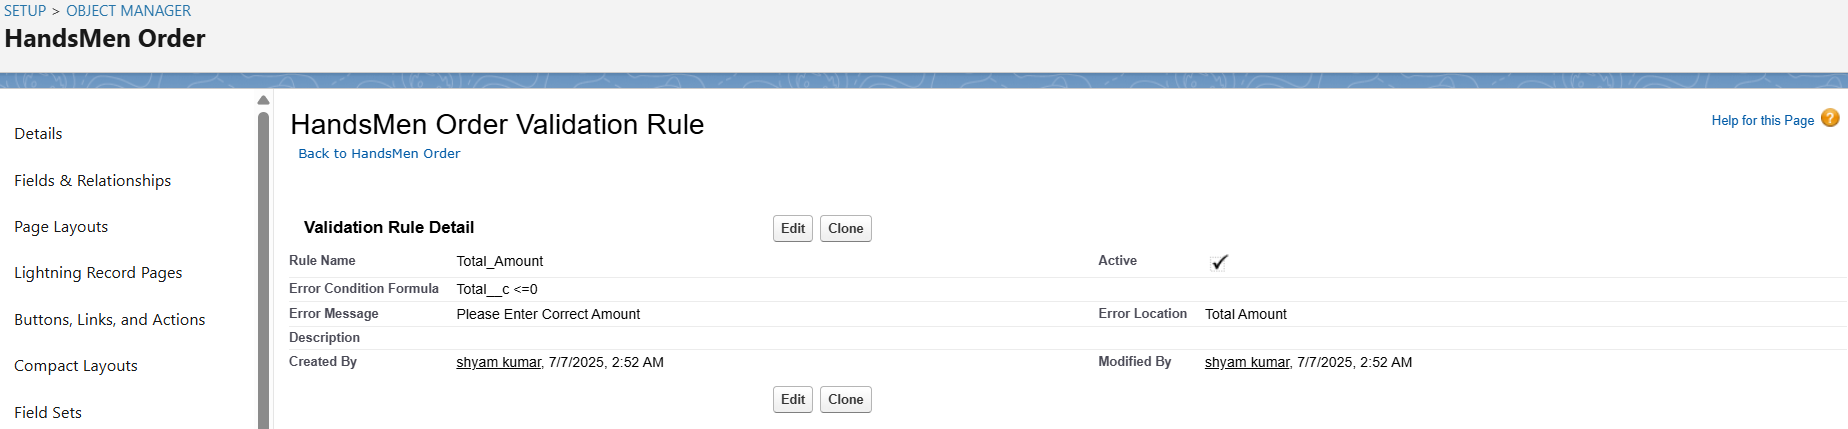 SETUP > OBJECT MANAGER
HandsMen Order
Details
Fields & Relationships
Page Layouts
Lightning Record Pages
Buttons, Links, and Actions
Compact Layouts
Field Sets
HandsMen Order Validation Rule
Help for this Page ?
Back to HandsMen Order
Validation Rule Detail Edit Clone
Rule Name Total_Amount Active
Error Condition Formula Total__c <=0
Error Message Please Enter Correct Amount Error Location Total Amount
Description
Created By shyam kumar, 7/7/2025, 2:52 AM Modified By shyam kumar, 7/7/2025, 2:52 AM
Edit Clone